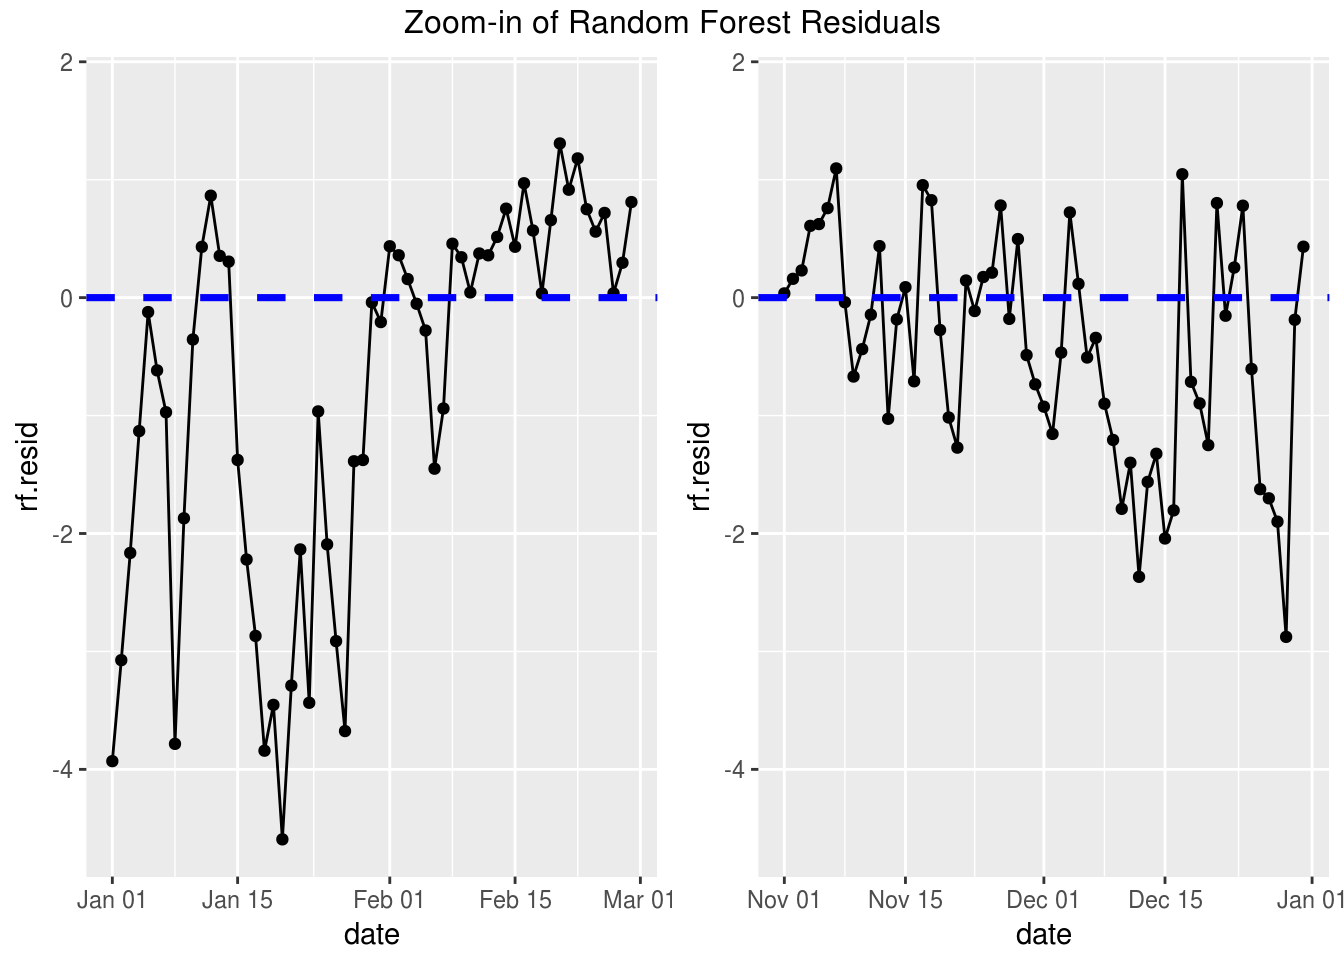 Zoom-in of Random Forest Residuals
2
0
-2
-4
rf.resid
Jan 01 Jan 15 Feb 01 Feb 15 Mar 01
date
2
0
-2
-4
rf.resid
Nov 01 Nov 15 Dec 01 Dec 15 Jan 01
date